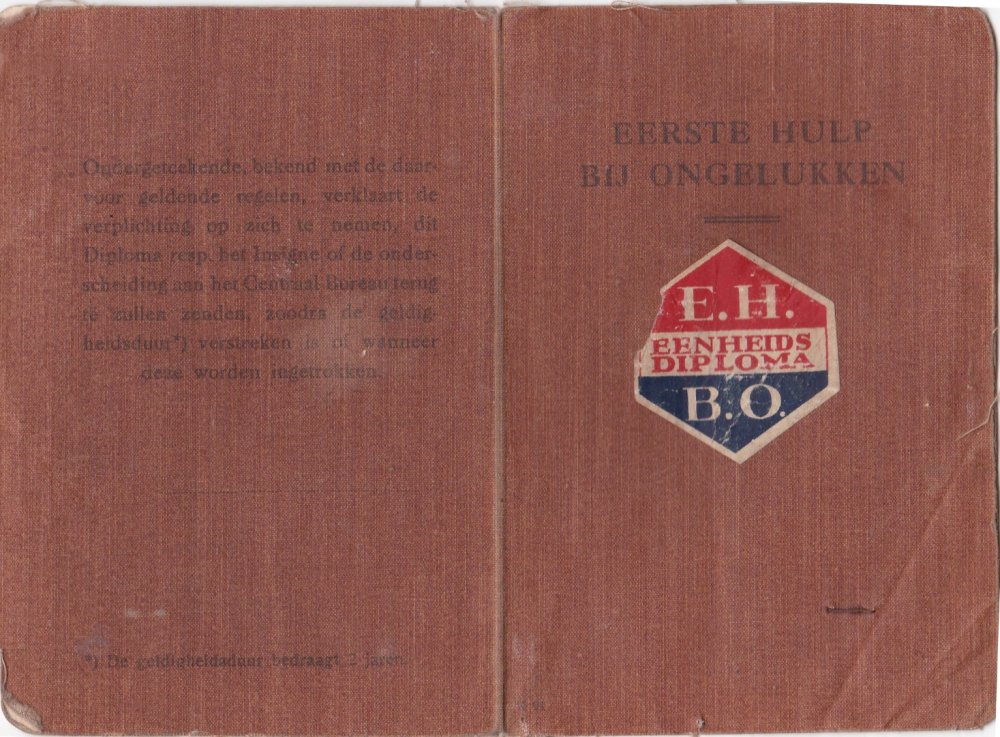 Ondergeteekende, bekend met de daar-
voor geldende regelen, verklaart de
verplichting op zich te nemen, dit
Diploma resp. het Insigne of de onder-
scheiding aan het Centraal Bureau terug
te zullen zenden, zoodra de geldig-
heidsduur*) verstreken is of wanneer
deze worden ingetrokken.
*) De geldigheidsduur bedraagt 2 jaren.
EERSTE HULP
BIJ ONGELUKKEN
E.H.
EENHEIDS
DIPLOMA
B.O.